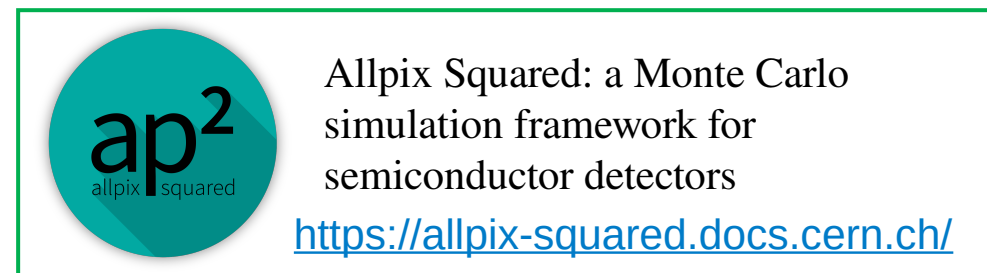 ap²
allpix squared
Allpix Squared: a Monte Carlo
simulation framework for
semiconductor detectors
https://allpix-squared.docs.cern.ch/